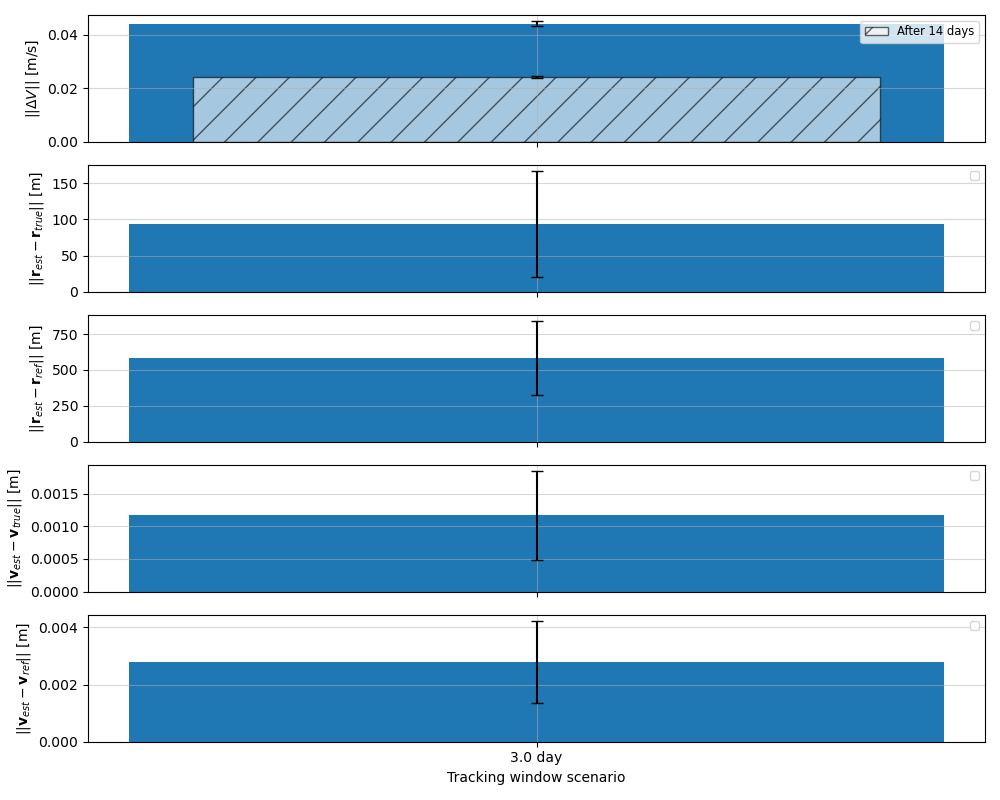 ||ΔV|| [m/s]
0.04
0.02
0.00
After 14 days
||r_est − r_true|| [m]
150
100
50
0
||r_est − r_ref|| [m]
750
500
250
0
||v_est − v_true|| [m]
0.0015
0.0010
0.0005
0.0000
||v_est − v_ref|| [m]
0.004
0.002
0.000
3.0 day
Tracking window scenario